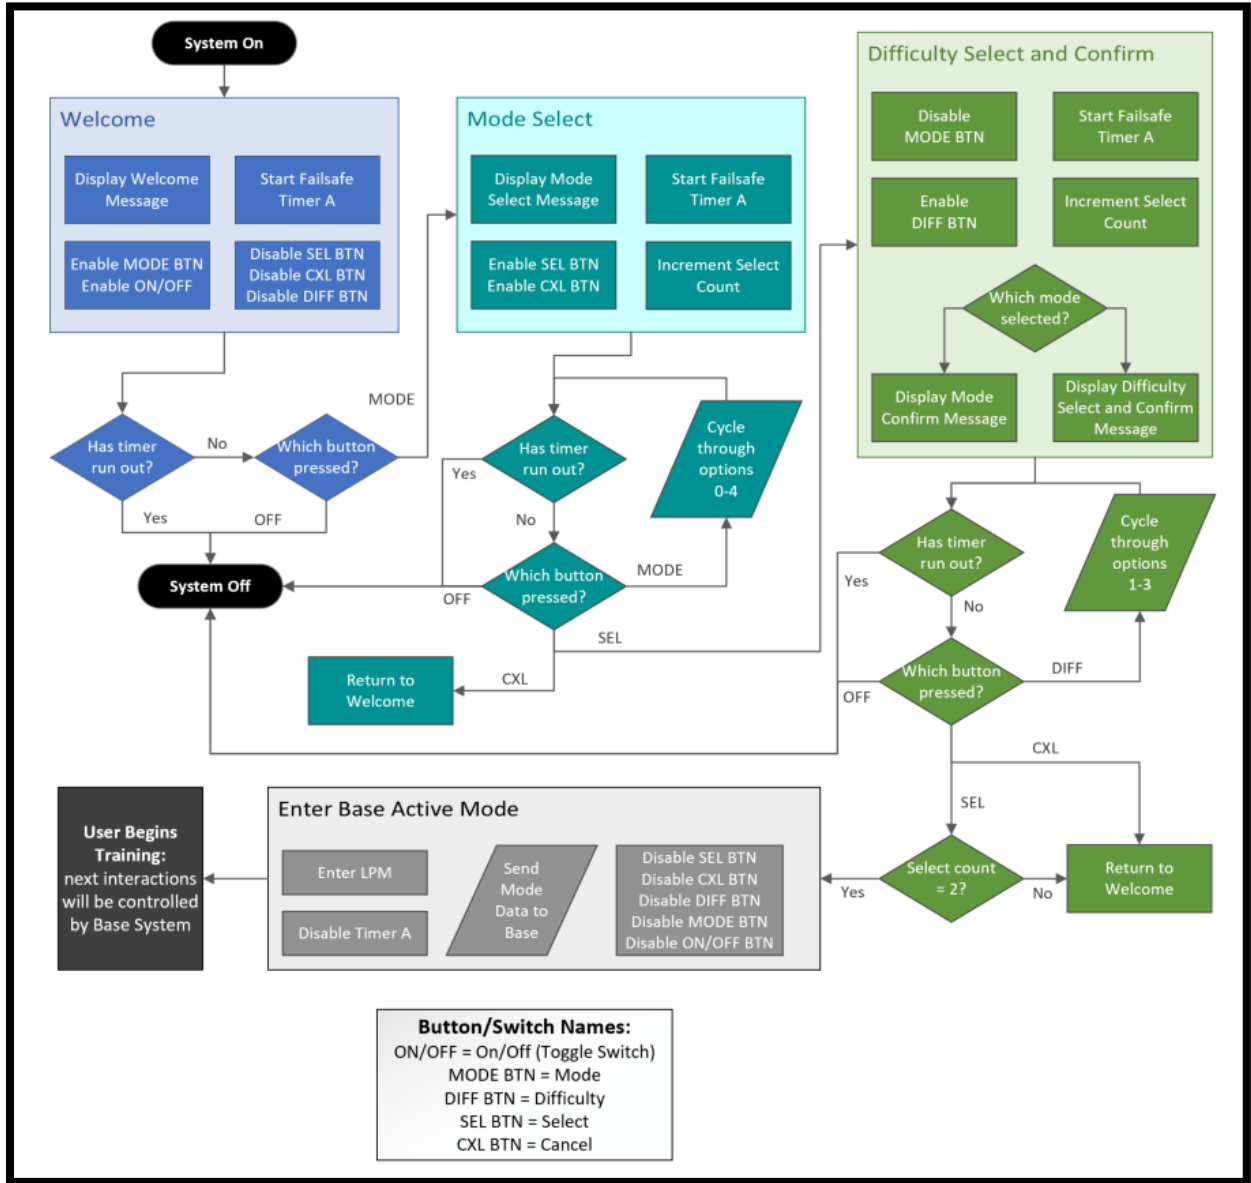 System On
Welcome
Display Welcome
Message
Start Failsafe
Timer A
Enable MODE BTN
Enable ON/OFF
Disable SEL BTN
Disable CXL BTN
Disable DIFF BTN
Has timer
run out?
No
Which button
pressed?
MODE
Yes
OFF
System Off
Mode Select
Display Mode
Select Message
Start Failsafe
Timer A
Enable SEL BTN
Enable CXL BTN
Increment Select
Count
Has timer
run out?
Yes
No
Cycle
through
options
0-4
Which button
pressed?
MODE
OFF
SEL
CXL
Return to
Welcome
Difficulty Select and Confirm
Disable
MODE BTN
Start Failsafe
Timer A
Enable
DIFF BTN
Increment Select
Count
Which mode
selected?
Display Mode
Confirm Message
Display Difficulty
Select and Confirm
Message
Has timer
run out?
Yes
No
Cycle
through
options
1-3
Which button
pressed?
DIFF
OFF
CXL
SEL
Select count
= 2?
Yes
No
Return to
Welcome
Enter Base Active Mode
Enter LPM
Disable Timer A
Send
Mode
Data to
Base
Disable SEL BTN
Disable CXL BTN
Disable DIFF BTN
Disable MODE BTN
Disable ON/OFF BTN
User Begins
Training:
next interactions
will be controlled
by Base System
Button/Switch Names:
ON/OFF = On/Off (Toggle Switch)
MODE BTN = Mode
DIFF BTN = Difficulty
SEL BTN = Select
CXL BTN = Cancel